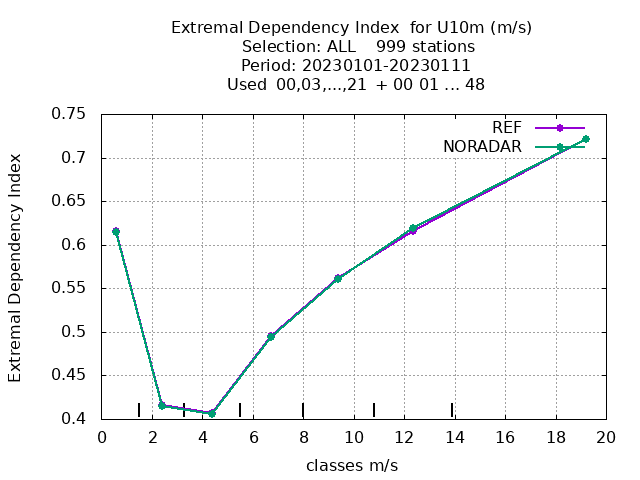 Extremal Dependency Index  for U10m (m/s)
Selection: ALL    999 stations
Period: 20230101-20230111
Used  00,03,...,21  + 00 01 ... 48
REF
NORADAR
Extremal Dependency Index
0.75
0.7
0.65
0.6
0.55
0.5
0.45
0.4
0 2 4 6 8 10 12 14 16 18 20
classes m/s